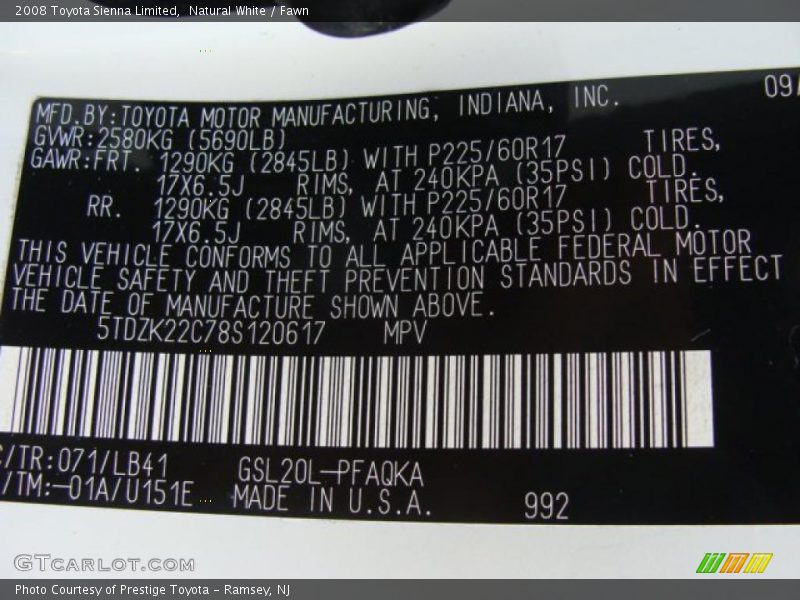 2008 Toyota Sienna Limited, Natural White / Fawn
09/
MFD.BY:TOYOTA MOTOR MANUFACTURING, INDIANA, INC.
GVWR:2580KG (5690LB)
GAWR:FRT. 1290KG (2845LB) WITH P225/60R17 TIRES,
17X6.5J RIMS, AT 240KPA (35PSI) COLD.
RR. 1290KG (2845LB) WITH P225/60R17 TIRES,
17X6.5J RIMS, AT 240KPA (35PSI) COLD.
THIS VEHICLE CONFORMS TO ALL APPLICABLE FEDERAL MOTOR
VEHICLE SAFETY AND THEFT PREVENTION STANDARDS IN EFFECT
THE DATE OF MANUFACTURE SHOWN ABOVE.
5TDZK22C78S120617 MPV
C/TR:071/LB41 GSL20L-PFAQKA
/TM:-01A/U151E MADE IN U.S.A. 992
GTCARLOT.COM
Photo Courtesy of Prestige Toyota - Ramsey, NJ